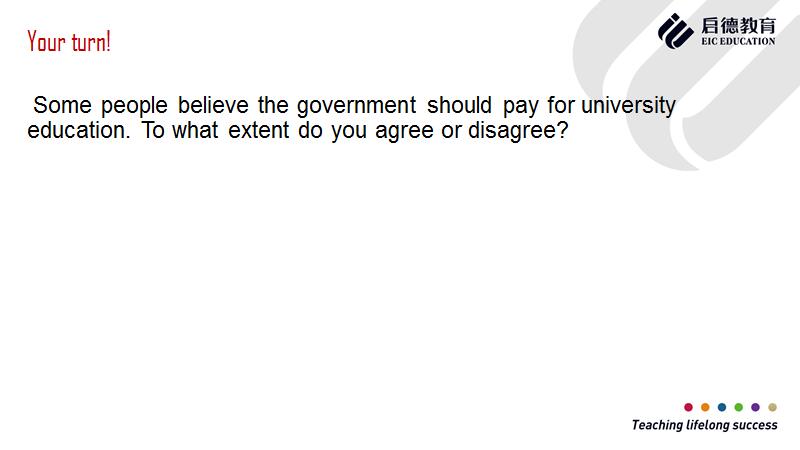 Your turn!
启德教育
EIC EDUCATION
Some people believe the government should pay for university
education. To what extent do you agree or disagree?
Teaching lifelong success